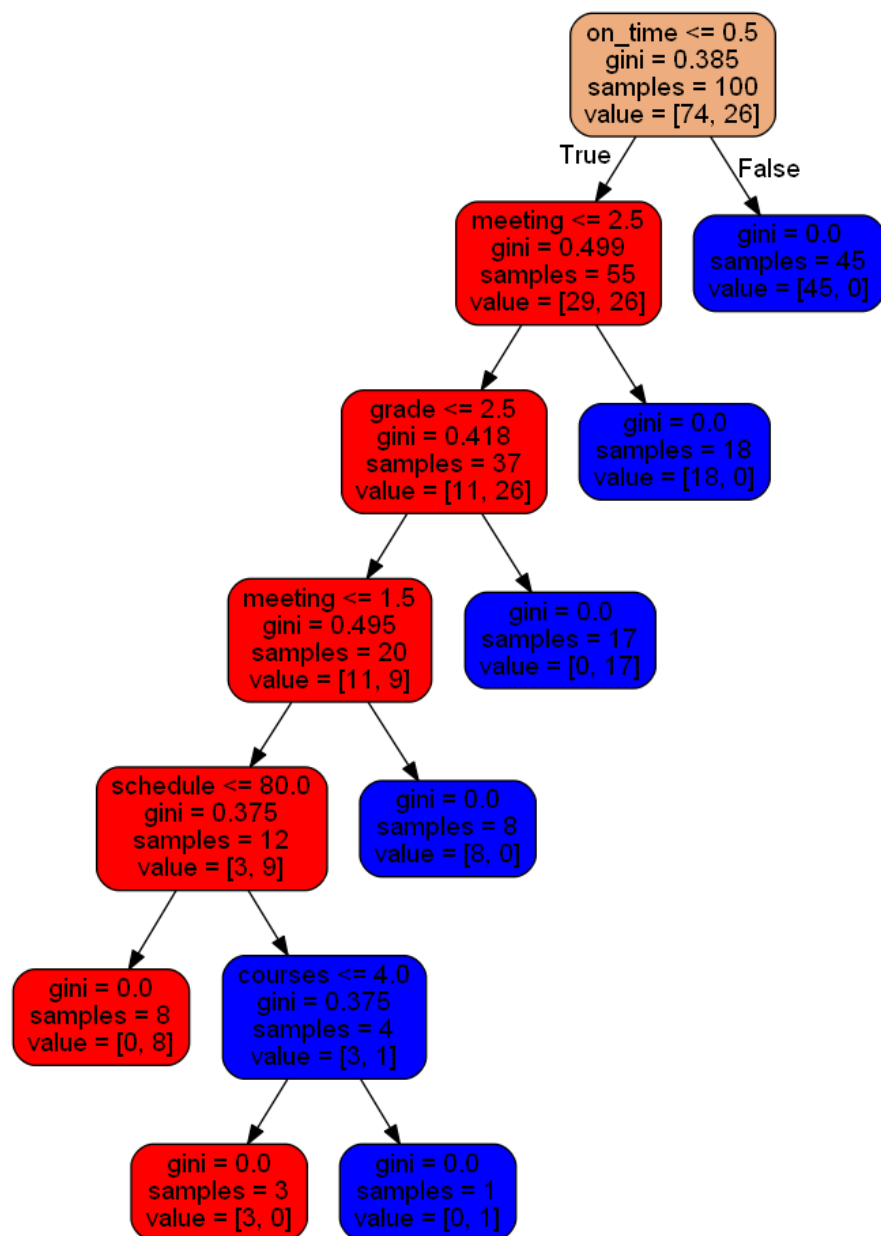 on_time <= 0.5
gini = 0.385
samples = 100
value = [74, 26]
True
False
meeting <= 2.5
gini = 0.499
samples = 55
value = [29, 26]
gini = 0.0
samples = 45
value = [45, 0]
grade <= 2.5
gini = 0.418
samples = 37
value = [11, 26]
gini = 0.0
samples = 18
value = [18, 0]
meeting <= 1.5
gini = 0.495
samples = 20
value = [11, 9]
gini = 0.0
samples = 17
value = [0, 17]
schedule <= 80.0
gini = 0.375
samples = 12
value = [3, 9]
gini = 0.0
samples = 8
value = [8, 0]
gini = 0.0
samples = 8
value = [0, 8]
courses <= 4.0
gini = 0.375
samples = 4
value = [3, 1]
gini = 0.0
samples = 3
value = [3, 0]
gini = 0.0
samples = 1
value = [0, 1]